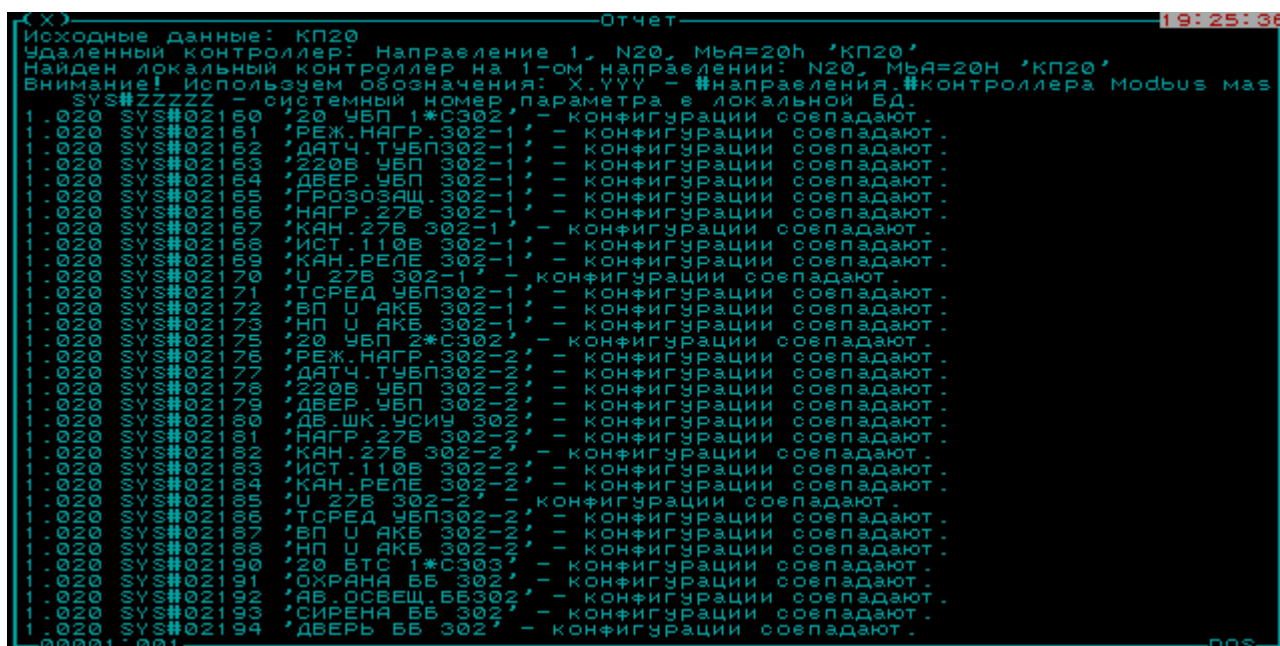 (X) Отчет 19:25:36
Исходные данные: КП20
Удаленный контроллер: Направление 1, N20, МЬА=20h 'КП20'
Найден локальный контроллер на 1-ом направлении: N20, МЬА=20Н 'КП20'
Внимание! Используем обозначения: X.YYY - #направления.#контроллера Modbus mas
SYS#ZZZZZ - системный номер параметра в локальной БД.
1.020 SYS#02160 '20 УБП 1*С302' - конфигурации совпадают.
1.020 SYS#02161 'РЕЖ.НАГР.302-1' - конфигурации совпадают.
1.020 SYS#02162 'ДАТЧ.ТУБП302-1' - конфигурации совпадают.
1.020 SYS#02163 '220В УБП 302-1' - конфигурации совпадают.
1.020 SYS#02164 'ДВЕР.УБП 302-1' - конфигурации совпадают.
1.020 SYS#02165 'ГРОЗОЗАЩ.302-1' - конфигурации совпадают.
1.020 SYS#02166 'НАГР.27В 302-1' - конфигурации совпадают.
1.020 SYS#02167 'КАН.27В 302-1' - конфигурации совпадают.
1.020 SYS#02168 'ИСТ.110В 302-1' - конфигурации совпадают.
1.020 SYS#02169 'КАН.РЕЛЕ 302-1' - конфигурации совпадают.
1.020 SYS#02170 'U 27В 302-1' - конфигурации совпадают.
1.020 SYS#02171 'ТСРЕД УБП302-1' - конфигурации совпадают.
1.020 SYS#02172 'ВП U АКБ 302-1' - конфигурации совпадают.
1.020 SYS#02173 'НП U АКБ 302-1' - конфигурации совпадают.
1.020 SYS#02175 '20 УБП 2*С302' - конфигурации совпадают.
1.020 SYS#02176 'РЕЖ.НАГР.302-2' - конфигурации совпадают.
1.020 SYS#02177 'ДАТЧ.ТУБП302-2' - конфигурации совпадают.
1.020 SYS#02178 '220В УБП 302-2' - конфигурации совпадают.
1.020 SYS#02179 'ДВЕР.УБП 302-2' - конфигурации совпадают.
1.020 SYS#02180 'ДВ.ШК.УСИУ 302' - конфигурации совпадают.
1.020 SYS#02181 'НАГР.27В 302-2' - конфигурации совпадают.
1.020 SYS#02182 'КАН.27В 302-2' - конфигурации совпадают.
1.020 SYS#02183 'ИСТ.110В 302-2' - конфигурации совпадают.
1.020 SYS#02184 'КАН.РЕЛЕ 302-2' - конфигурации совпадают.
1.020 SYS#02185 'U 27В 302-2' - конфигурации совпадают.
1.020 SYS#02186 'ТСРЕД УБП302-2' - конфигурации совпадают.
1.020 SYS#02187 'ВП U АКБ 302-2' - конфигурации совпадают.
1.020 SYS#02188 'НП U АКБ 302-2' - конфигурации совпадают.
1.020 SYS#02190 '20 БТС 1*С303' - конфигурации совпадают.
1.020 SYS#02191 'ОХРАНА ББ 302' - конфигурации совпадают.
1.020 SYS#02192 'АВ.ОСВЕЩ.ББ302' - конфигурации совпадают.
1.020 SYS#02193 'СИРЕНА ББ 302' - конфигурации совпадают.
1.020 SYS#02194 'ДВЕРЬ ББ 302' - конфигурации совпадают.
00001:001 DOS